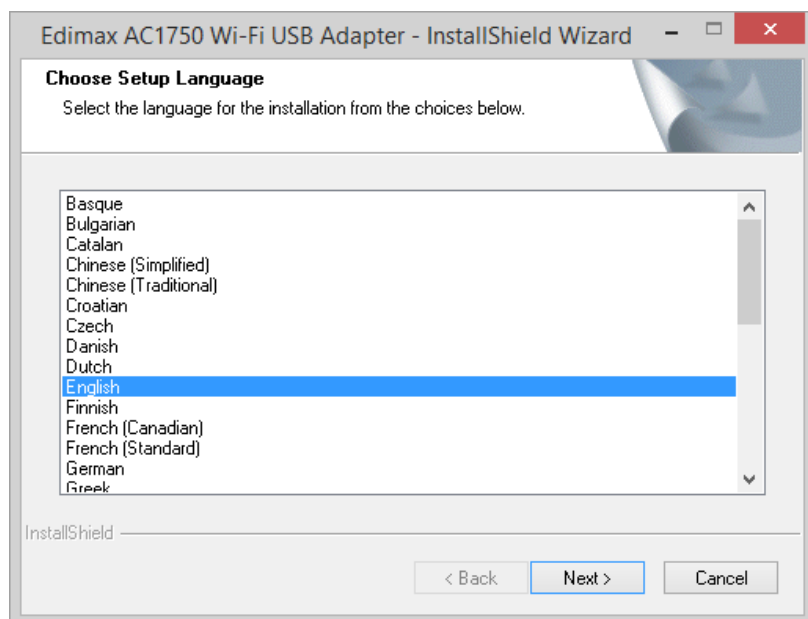 Edimax AC1750 Wi-Fi USB Adapter - InstallShield Wizard
Choose Setup Language
Select the language for the installation from the choices below.
Basque
Bulgarian
Catalan
Chinese (Simplified)
Chinese (Traditional)
Croatian
Czech
Danish
Dutch
English
Finnish
French (Canadian)
French (Standard)
German
Greek
InstallShield
< Back Next > Cancel